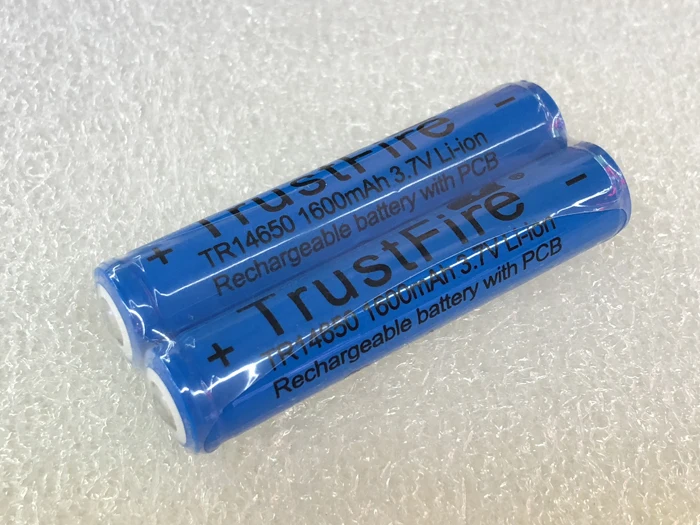 TrustFire
TR14650 1600mAh 3.7V Li-ion
Rechargeable battery with PCB
+
-
TrustFire®
TR14650 1600mAh 3.7V Li-ion
Rechargeable battery with PCB
+
-